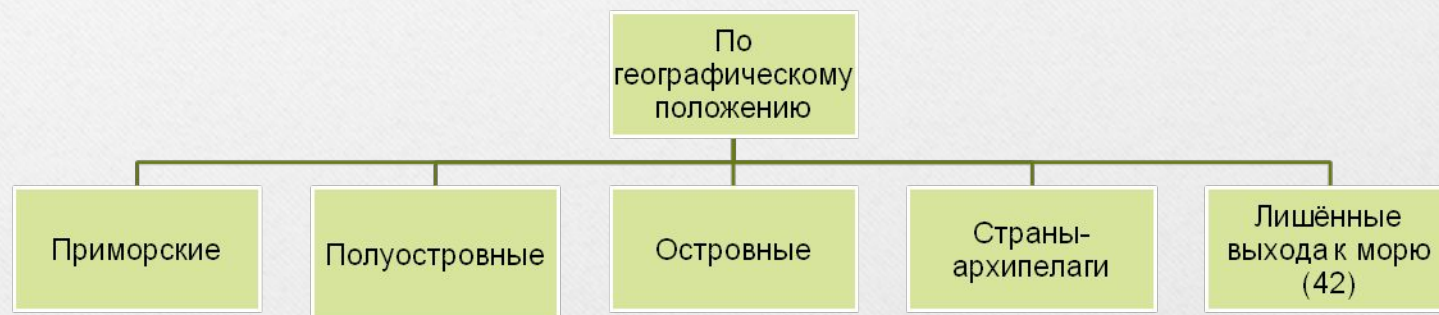 По
географическому
положению
Приморские
Полуостровные
Островные
Страны-
архипелаги
Лишённые
выхода к морю
(42)